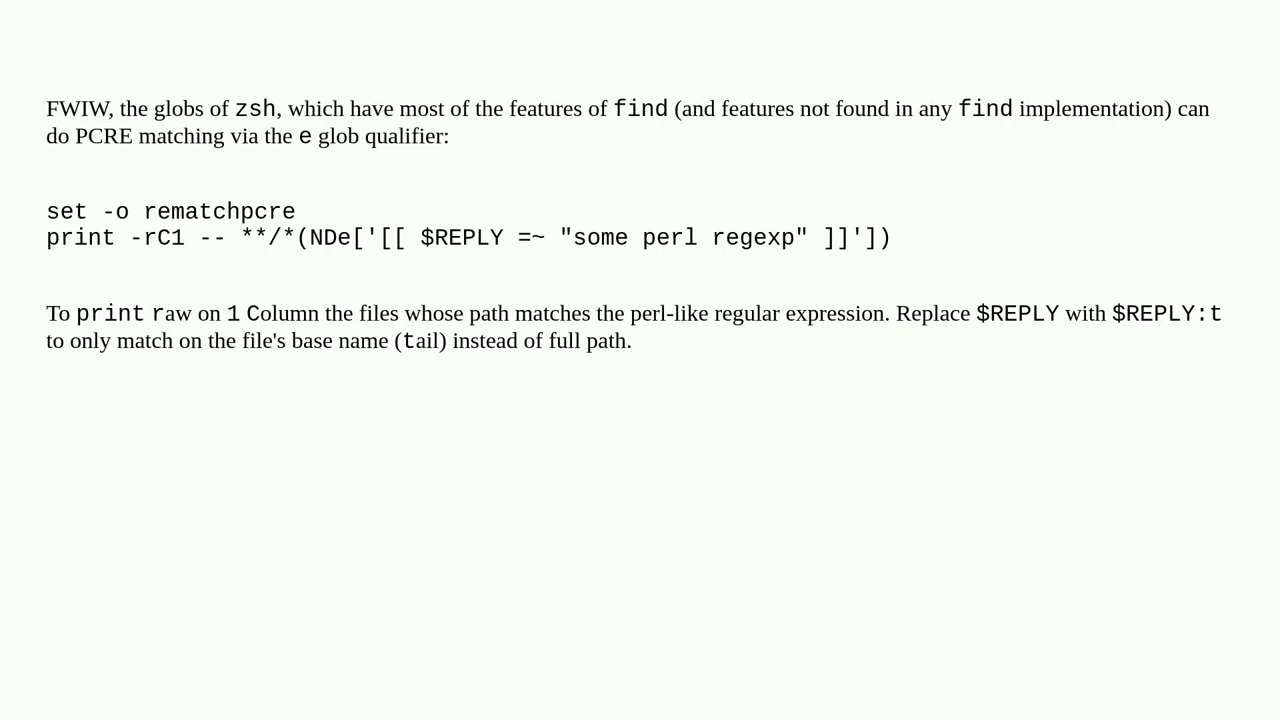 FWIW, the globs of zsh, which have most of the features of find (and features not found in any find implementation) can
do PCRE matching via the e glob qualifier:
set -o rematchpcre
print -rC1 -- **/*(NDe['[[ $REPLY =~ "some perl regexp" ]]'])
To print raw on 1 Column the files whose path matches the perl-like regular expression. Replace $REPLY with $REPLY:t
to only match on the file's base name (tail) instead of full path.